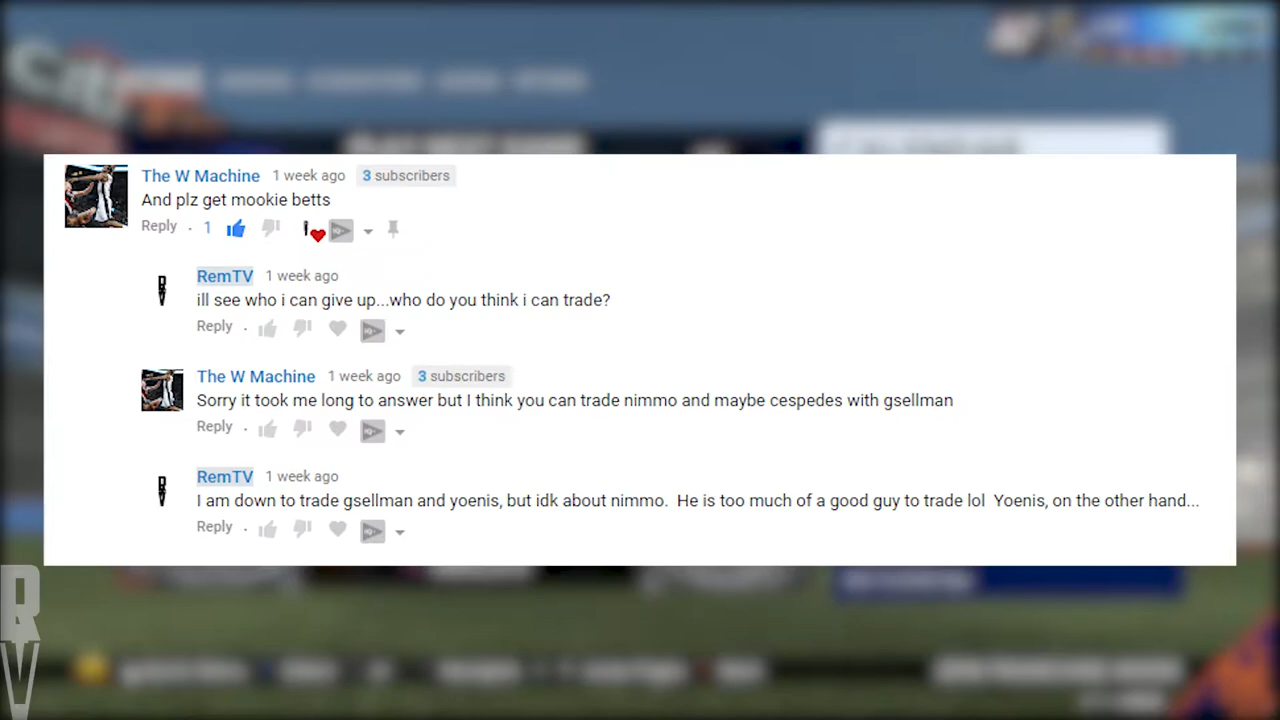 The W Machine 1 week ago 3 subscribers
And plz get mookie betts
Reply · 1
RemTV 1 week ago
ill see who i can give up...who do you think i can trade?
Reply ·
The W Machine 1 week ago 3 subscribers
Sorry it took me long to answer but I think you can trade nimmo and maybe cespedes with gsellman
Reply ·
RemTV 1 week ago
I am down to trade gsellman and yoenis, but idk about nimmo.  He is too much of a good guy to trade lol  Yoenis, on the other hand...
Reply ·